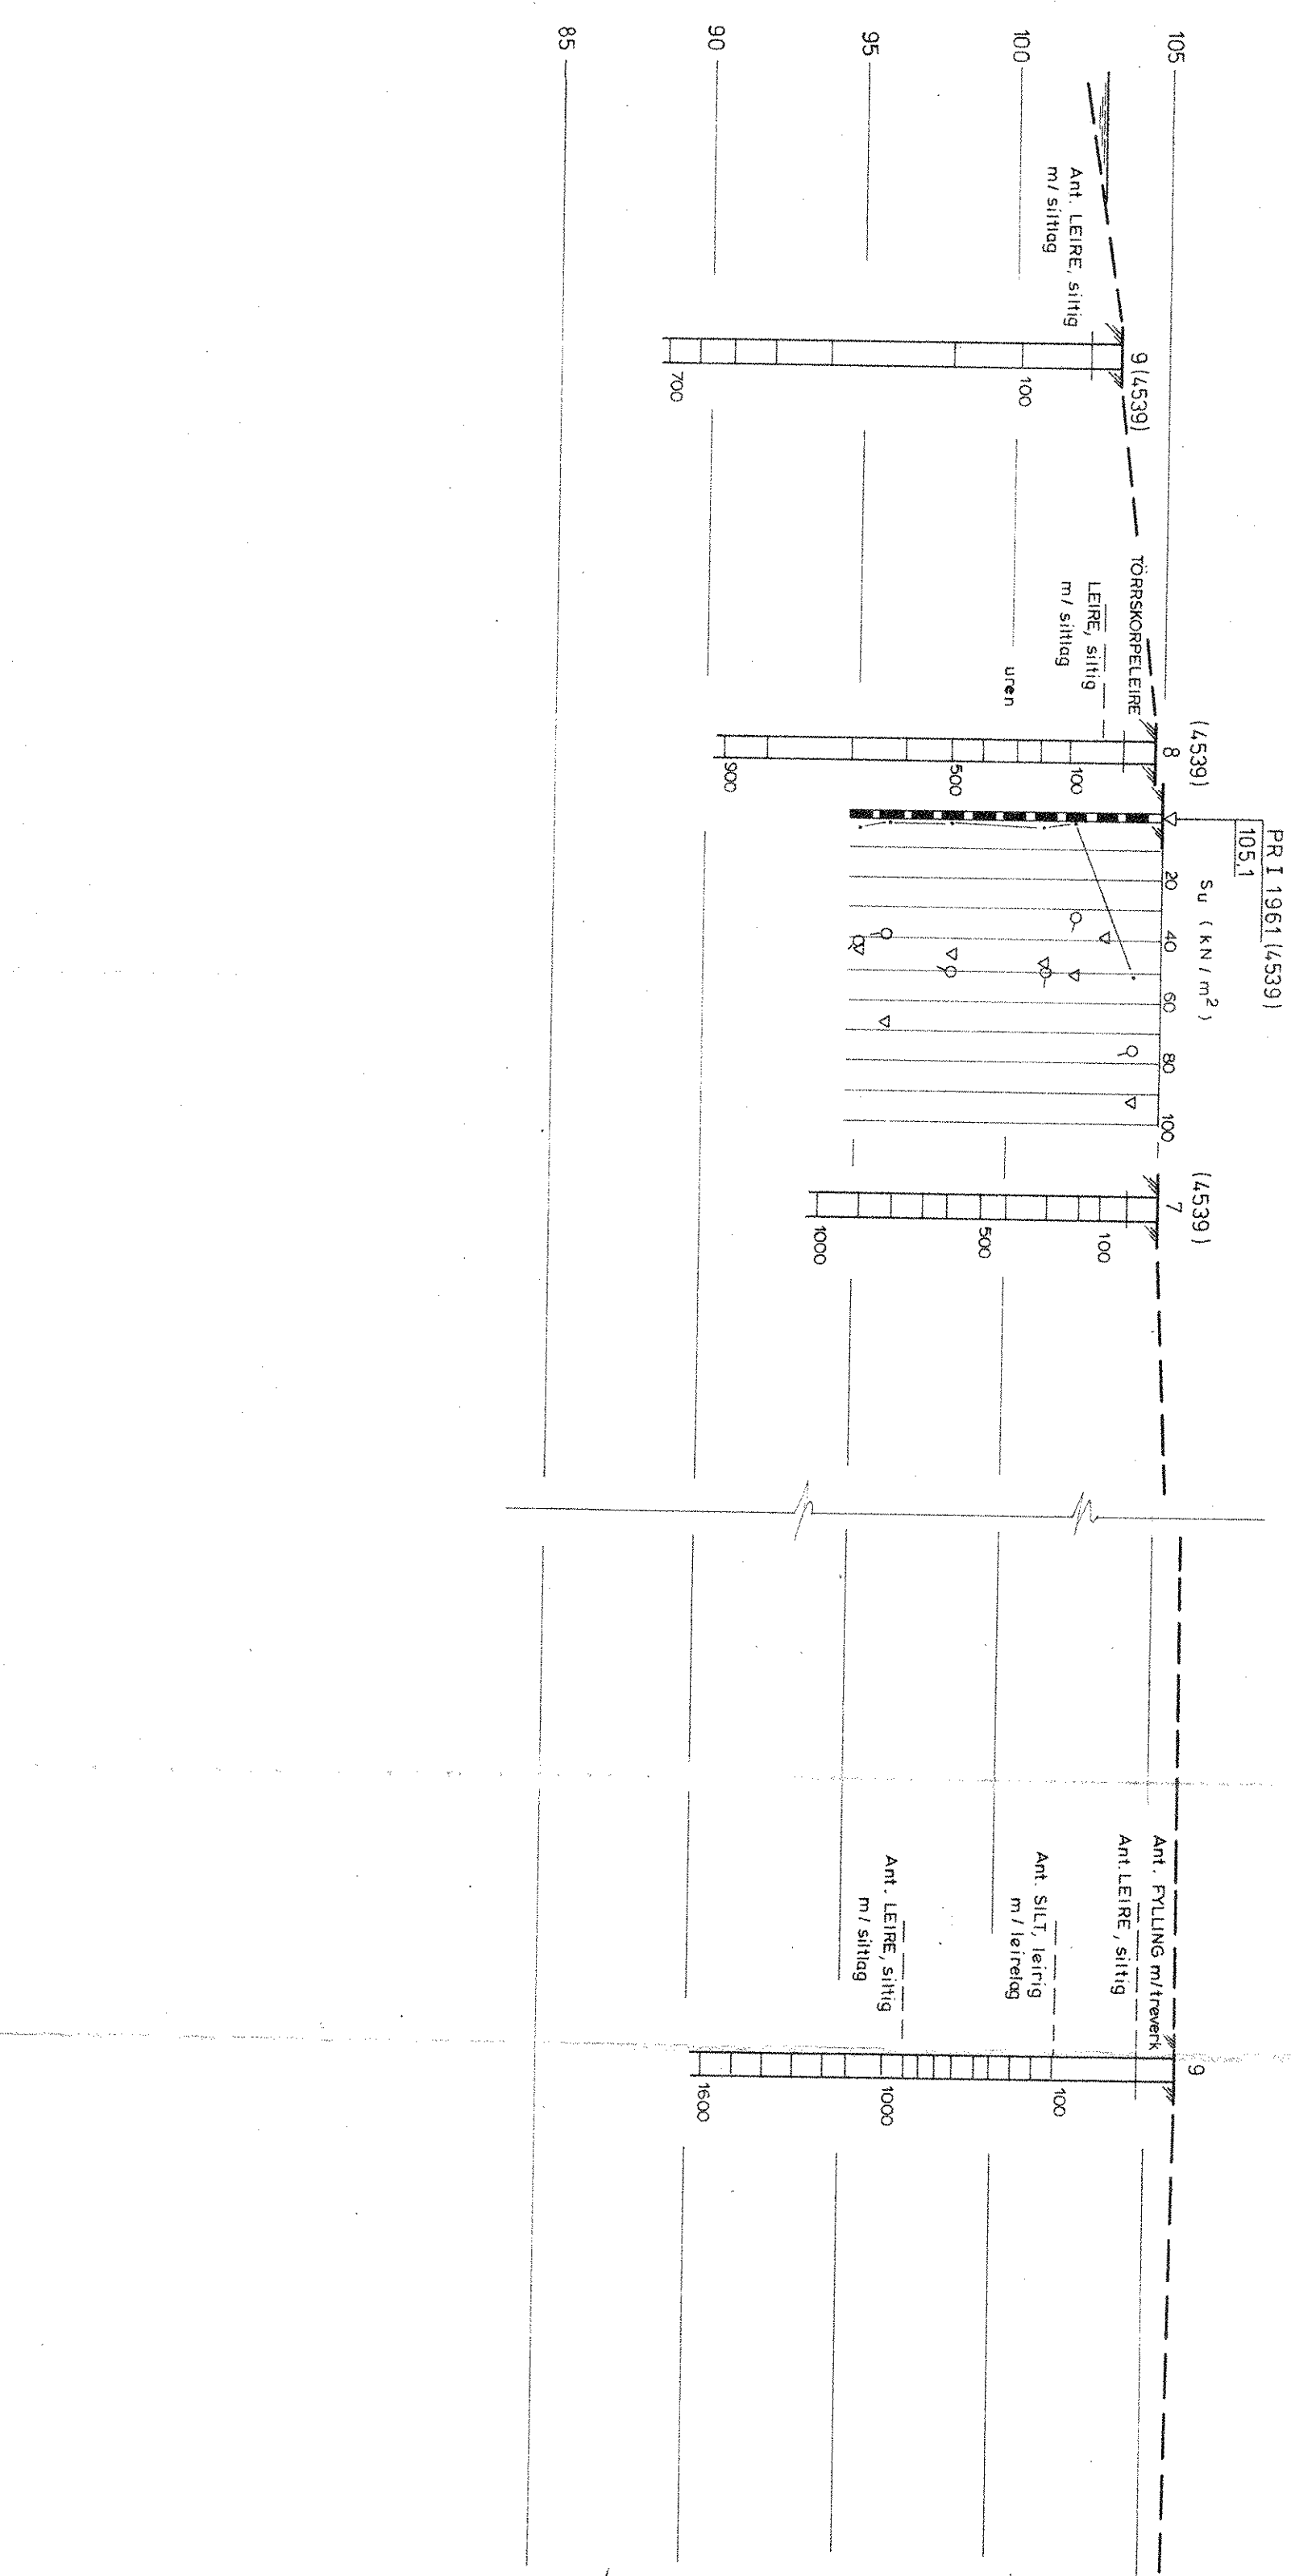 PR I 1961 (4539)
105,1
Su (kN/m²)
20
40
60
80
100
105
100
95
90
85
Ant. LEIRE, siltig
m/ siltlag
9 (4539)
100
700
TÖRRSKORPELEIRE
LEIRE, siltig
m/ siltlag
uren
(4539)
8
100
500
900
(4539)
7
100
500
1000
Ant. FYLLING m/treverk
Ant. LEIRE, siltig
Ant. SILT, leirig
m/leirelag
Ant. LEIRE, siltig
m/ siltlag
9
100
1000
1600